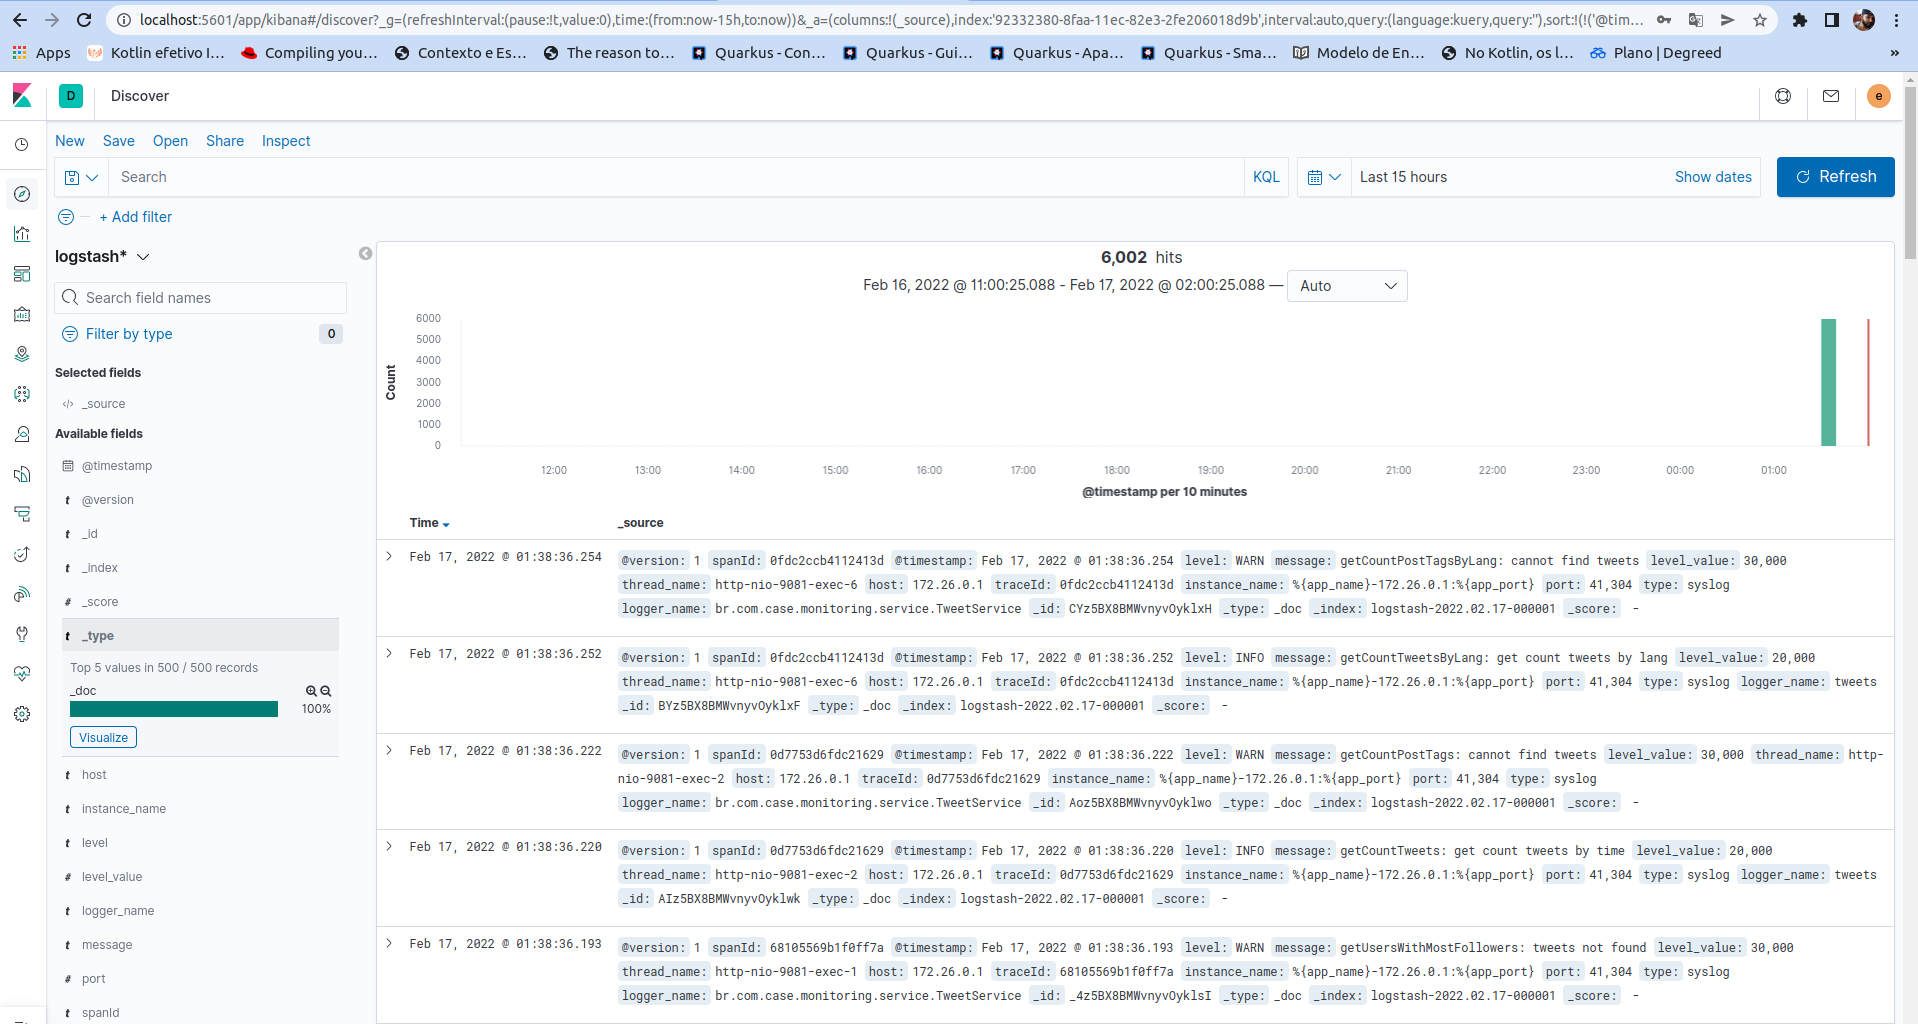 localhost:5601/app/kibana#/discover?_g=(refreshInterval:(pause:!t,value:0),time:(from:now-15h,to:now))&_a=(columns:!(_source),index:'92332380-8faa-11ec-82e3-2fe206018d9b',interval:auto,query:(language:kuery,query:''),sort:!(!('@tim...
Apps Kotlin efetivo I... Compiling you... Contexto e Es... The reason to... Quarkus - Con... Quarkus - Gui... Quarkus - Apa... Quarkus - Sma... Modelo de En... No Kotlin, os l... Plano | Degreed »
D Discover e
New Save Open Share Inspect
Search KQL Last 15 hours Show dates Refresh
+ Add filter
logstash*
Search field names
Filter by type 0
Selected fields
_source
Available fields
@timestamp
t @version
t _id
t _index
# _score
t _type
Top 5 values in 500 / 500 records
_doc
100%
Visualize
t host
t instance_name
t level
# level_value
t logger_name
t message
# port
t spanId
6,002 hits
Feb 16, 2022 @ 11:00:25.088 - Feb 17, 2022 @ 02:00:25.088 — Auto
6000
5000
4000
3000
2000
1000
0
Count
12:00 13:00 14:00 15:00 16:00 17:00 18:00 19:00 20:00 21:00 22:00 23:00 00:00 01:00
@timestamp per 10 minutes
Time _source
Feb 17, 2022 @ 01:38:36.254 @version: 1 spanId: 0fdc2ccb4112413d @timestamp: Feb 17, 2022 @ 01:38:36.254 level: WARN message: getCountPostTagsByLang: cannot find tweets level_value: 30,000
thread_name: http-nio-9081-exec-6 host: 172.26.0.1 traceId: 0fdc2ccb4112413d instance_name: %{app_name}-172.26.0.1:%{app_port} port: 41,304 type: syslog
logger_name: br.com.case.monitoring.service.TweetService _id: CYz5BX8BMWvnyvOyklxH _type: _doc _index: logstash-2022.02.17-000001 _score: -
Feb 17, 2022 @ 01:38:36.252 @version: 1 spanId: 0fdc2ccb4112413d @timestamp: Feb 17, 2022 @ 01:38:36.252 level: INFO message: getCountTweetsByLang: get count tweets by lang level_value: 20,000
thread_name: http-nio-9081-exec-6 host: 172.26.0.1 traceId: 0fdc2ccb4112413d instance_name: %{app_name}-172.26.0.1:%{app_port} port: 41,304 type: syslog logger_name: tweets
_id: BYz5BX8BMWvnyvOyklxF _type: _doc _index: logstash-2022.02.17-000001 _score: -
Feb 17, 2022 @ 01:38:36.222 @version: 1 spanId: 0d7753d6fdc21629 @timestamp: Feb 17, 2022 @ 01:38:36.222 level: WARN message: getCountPostTags: cannot find tweets level_value: 30,000 thread_name: http-
nio-9081-exec-2 host: 172.26.0.1 traceId: 0d7753d6fdc21629 instance_name: %{app_name}-172.26.0.1:%{app_port} port: 41,304 type: syslog
logger_name: br.com.case.monitoring.service.TweetService _id: Aoz5BX8BMWvnyvOyklwo _type: _doc _index: logstash-2022.02.17-000001 _score: -
Feb 17, 2022 @ 01:38:36.220 @version: 1 spanId: 0d7753d6fdc21629 @timestamp: Feb 17, 2022 @ 01:38:36.220 level: INFO message: getCountTweets: get count tweets by time level_value: 20,000
thread_name: http-nio-9081-exec-2 host: 172.26.0.1 traceId: 0d7753d6fdc21629 instance_name: %{app_name}-172.26.0.1:%{app_port} port: 41,304 type: syslog logger_name: tweets
_id: AIz5BX8BMWvnyvOyklwk _type: _doc _index: logstash-2022.02.17-000001 _score: -
Feb 17, 2022 @ 01:38:36.193 @version: 1 spanId: 68105569b1f0ff7a @timestamp: Feb 17, 2022 @ 01:38:36.193 level: WARN message: getUsersWithMostFollowers: tweets not found level_value: 30,000
thread_name: http-nio-9081-exec-1 host: 172.26.0.1 traceId: 68105569b1f0ff7a instance_name: %{app_name}-172.26.0.1:%{app_port} port: 41,304 type: syslog
logger_name: br.com.case.monitoring.service.TweetService _id: _4z5BX8BMWvnyvOyklsI _type: _doc _index: logstash-2022.02.17-000001 _score: -